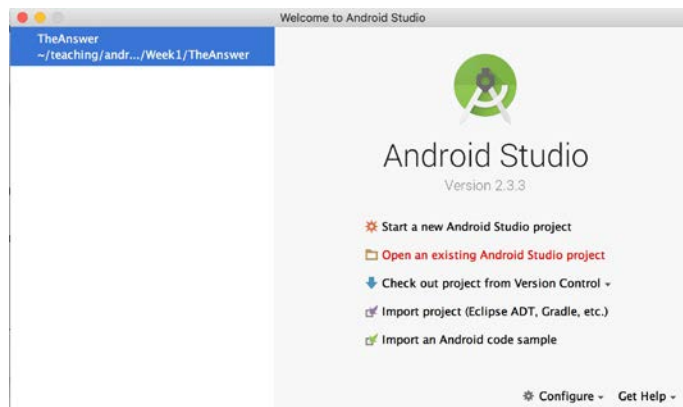 Welcome to Android Studio
TheAnswer
~/teaching/andr.../Week1/TheAnswer
Android Studio
Version 2.3.3
Start a new Android Studio project
Open an existing Android Studio project
Check out project from Version Control
Import project (Eclipse ADT, Gradle, etc.)
Import an Android code sample
Configure Get Help